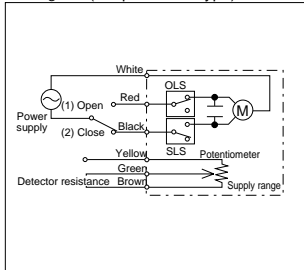 White
OLS
(1) Open
Red
M
Power
supply
(2) Close
Black
SLS
Yellow
Potentiometer
Green
Detector resistance
Brown
Supply range